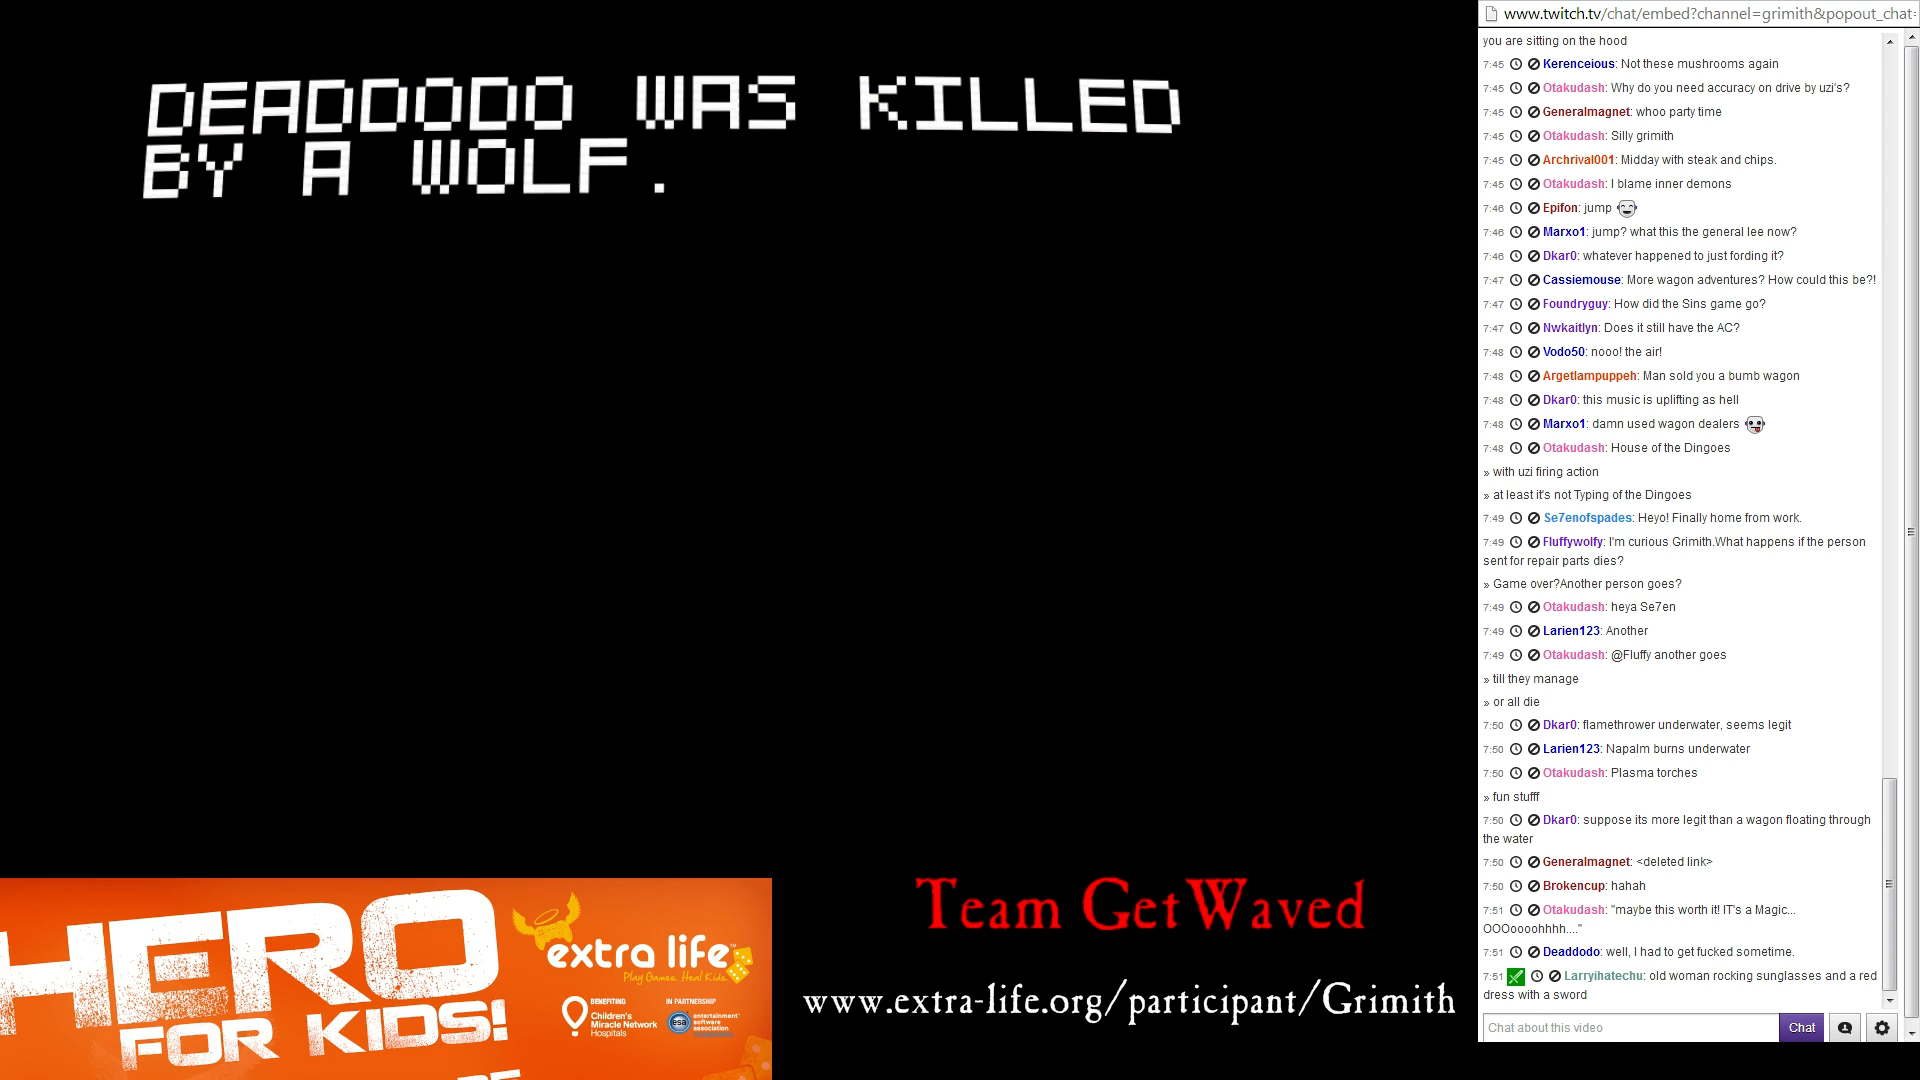 DEADDODO WAS KILLED
BY A WOLF.
HERO
FOR KIDS!
extra life™
Play Games. Heal Kids.
BENEFITING
Children's
Miracle Network
Hospitals
IN PARTNERSHIP
esa
entertainment
software
association
Team GetWaved
www.extra-life.org/participant/Grimith
www.twitch.tv/chat/embed?channel=grimith&popout_chat=
you are sitting on the hood
7:45 Kerenceious: Not these mushrooms again
7:45 Otakudash: Why do you need accuracy on drive by uzi's?
7:45 Generalmagnet: whoo party time
7:45 Otakudash: Silly grimith
7:45 Archrival001: Midday with steak and chips.
7:45 Otakudash: I blame inner demons
7:46 Epifon: jump
7:46 Marxo1: jump? what this the general lee now?
7:46 Dkar0: whatever happened to just fording it?
7:47 Cassiemouse: More wagon adventures? How could this be?!
7:47 Foundryguy: How did the Sins game go?
7:47 Nwkaitlyn: Does it still have the AC?
7:48 Vodo50: nooo! the air!
7:48 Argetlampuppeh: Man sold you a bumb wagon
7:48 Dkar0: this music is uplifting as hell
7:48 Marxo1: damn used wagon dealers
7:48 Otakudash: House of the Dingoes
» with uzi firing action
» at least it's not Typing of the Dingoes
7:49 Se7enofspades: Heyo! Finally home from work.
7:49 Fluffywolfy: I'm curious Grimith.What happens if the person
sent for repair parts dies?
» Game over?Another person goes?
7:49 Otakudash: heya Se7en
7:49 Larien123: Another
7:49 Otakudash: @Fluffy another goes
» till they manage
» or all die
7:50 Dkar0: flamethrower underwater, seems legit
7:50 Larien123: Napalm burns underwater
7:50 Otakudash: Plasma torches
» fun stufff
7:50 Dkar0: suppose its more legit than a wagon floating through
the water
7:50 Generalmagnet: <deleted link>
7:50 Brokencup: hahah
7:51 Otakudash: "maybe this worth it! IT's a Magic...
OOOoooohhhh...."
7:51 Deaddodo: well, I had to get fucked sometime.
7:51 Larryihatechu: old woman rocking sunglasses and a red
dress with a sword
Chat about this video
Chat